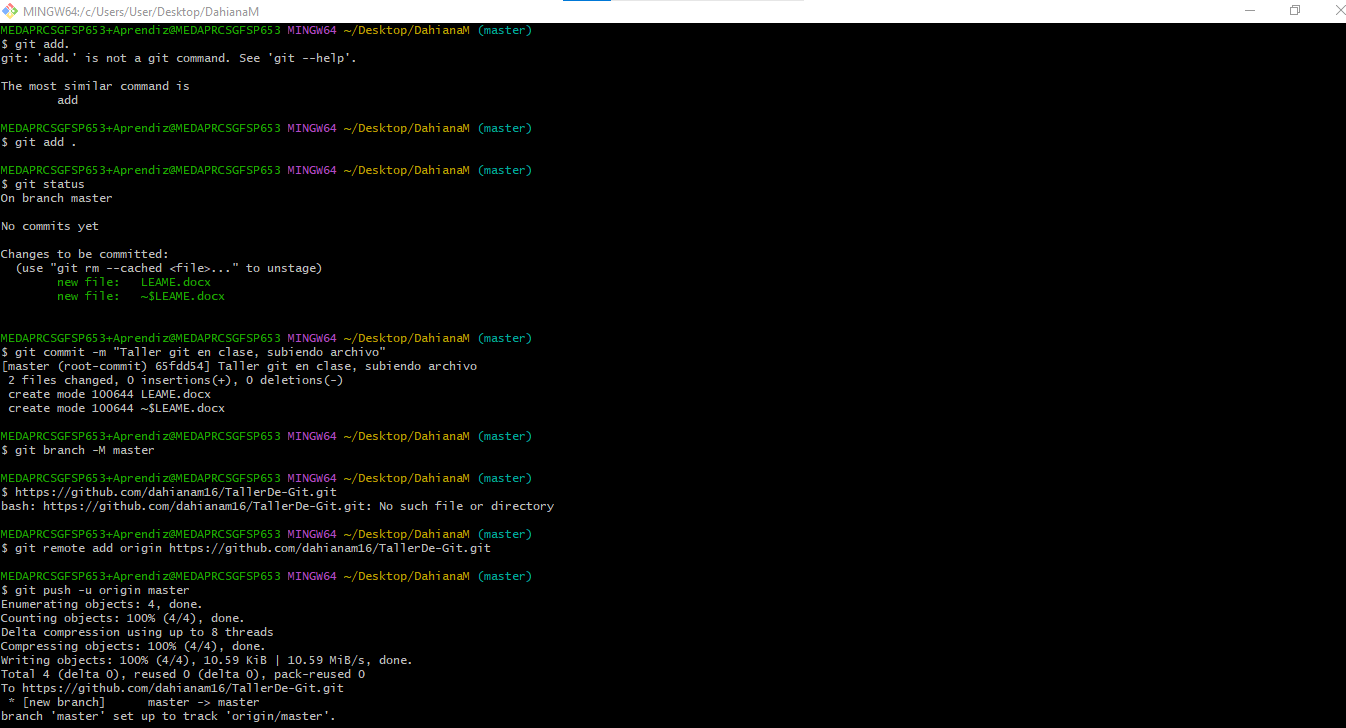 MINGW64:/c/Users/User/Desktop/DahianaM
MEDAPRCSGFSP653+Aprendiz@MEDAPRCSGFSP653 MINGW64 ~/Desktop/DahianaM (master)
$ git add.
git: 'add.' is not a git command. See 'git --help'.
The most similar command is
add
MEDAPRCSGFSP653+Aprendiz@MEDAPRCSGFSP653 MINGW64 ~/Desktop/DahianaM (master)
$ git add .
MEDAPRCSGFSP653+Aprendiz@MEDAPRCSGFSP653 MINGW64 ~/Desktop/DahianaM (master)
$ git status
On branch master
No commits yet
Changes to be committed:
(use "git rm --cached <file>..." to unstage)
new file:   LEAME.docx
new file:   ~$LEAME.docx
MEDAPRCSGFSP653+Aprendiz@MEDAPRCSGFSP653 MINGW64 ~/Desktop/DahianaM (master)
$ git commit -m "Taller git en clase, subiendo archivo"
[master (root-commit) 65fdd54] Taller git en clase, subiendo archivo
2 files changed, 0 insertions(+), 0 deletions(-)
create mode 100644 LEAME.docx
create mode 100644 ~$LEAME.docx
MEDAPRCSGFSP653+Aprendiz@MEDAPRCSGFSP653 MINGW64 ~/Desktop/DahianaM (master)
$ git branch -M master
MEDAPRCSGFSP653+Aprendiz@MEDAPRCSGFSP653 MINGW64 ~/Desktop/DahianaM (master)
$ https://github.com/dahianam16/TallerDe-Git.git
bash: https://github.com/dahianam16/TallerDe-Git.git: No such file or directory
MEDAPRCSGFSP653+Aprendiz@MEDAPRCSGFSP653 MINGW64 ~/Desktop/DahianaM (master)
$ git remote add origin https://github.com/dahianam16/TallerDe-Git.git
MEDAPRCSGFSP653+Aprendiz@MEDAPRCSGFSP653 MINGW64 ~/Desktop/DahianaM (master)
$ git push -u origin master
Enumerating objects: 4, done.
Counting objects: 100% (4/4), done.
Delta compression using up to 8 threads
Compressing objects: 100% (4/4), done.
Writing objects: 100% (4/4), 10.59 KiB | 10.59 MiB/s, done.
Total 4 (delta 0), reused 0 (delta 0), pack-reused 0
To https://github.com/dahianam16/TallerDe-Git.git
* [new branch]      master -> master
branch 'master' set up to track 'origin/master'.